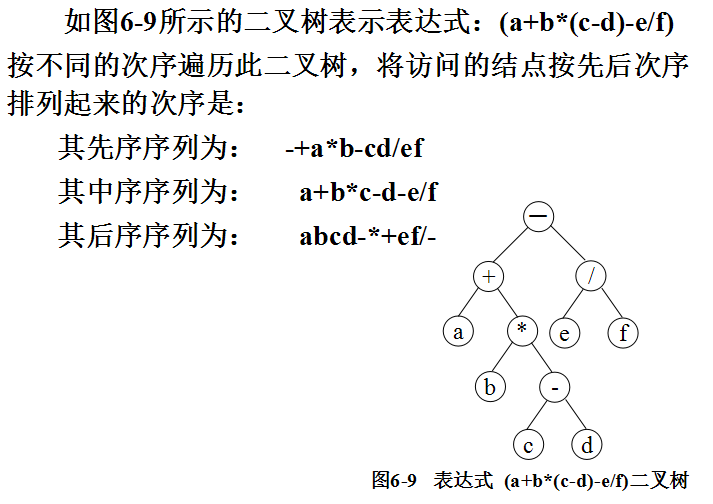 如图6-9所示的二叉树表示表达式：(a+b*(c-d)-e/f)
按不同的次序遍历此二叉树，将访问的结点按先后次序
排列起来的次序是：
其先序序列为： -+a*b-cd/ef
其中序序列为： a+b*c-d-e/f
其后序序列为： abcd-*+ef/-
—
+ /
a * e f
b -
c d
图6-9 表达式 (a+b*(c-d)-e/f)二叉树